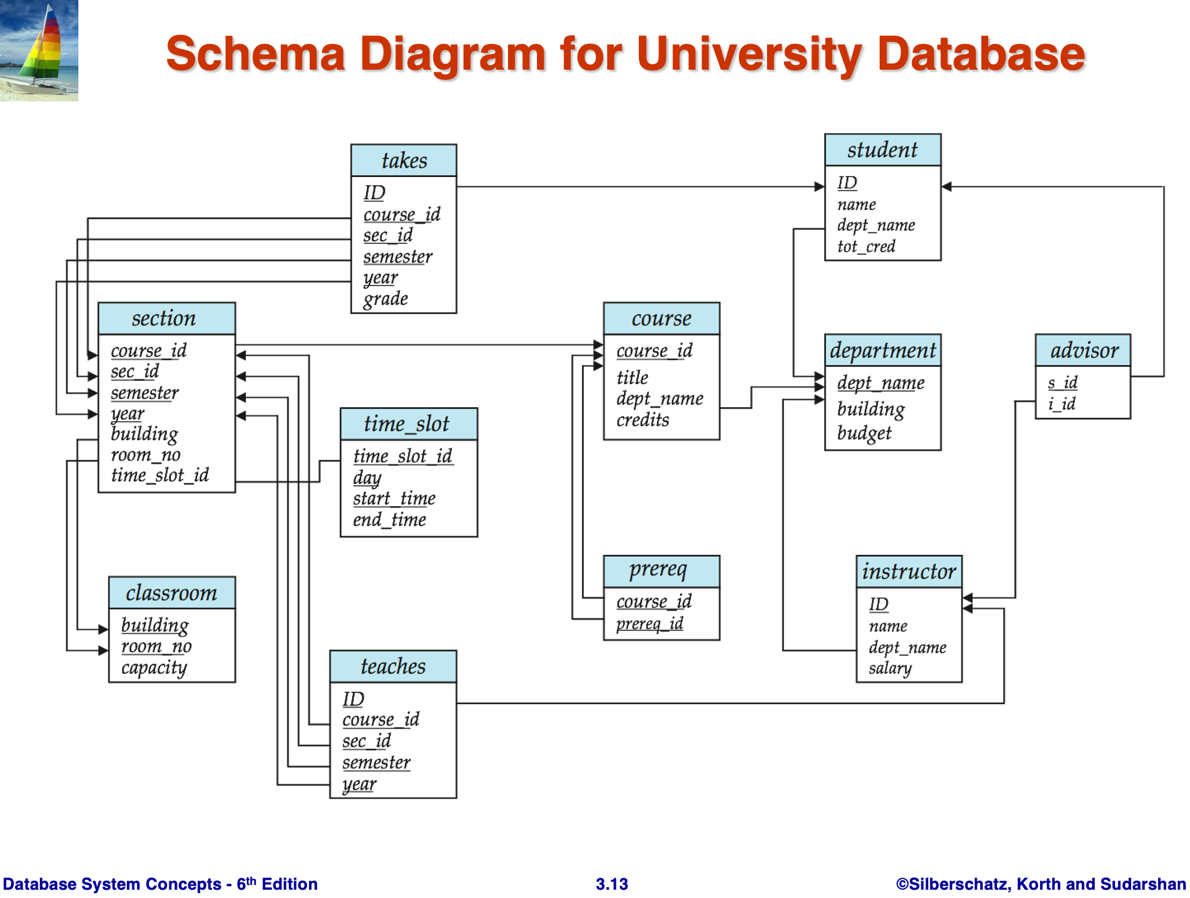 Schema Diagram for University Database
takes
ID
course_id
sec_id
semester
year
grade
student
ID
name
dept_name
tot_cred
section
course_id
sec_id
semester
year
building
room_no
time_slot_id
course
course_id
title
dept_name
credits
department
dept_name
building
budget
advisor
s_id
i_id
time_slot
time_slot_id
day
start_time
end_time
prereq
course_id
prereq_id
instructor
ID
name
dept_name
salary
classroom
building
room_no
capacity
teaches
ID
course_id
sec_id
semester
year
Database System Concepts - 6th Edition
3.13
©Silberschatz, Korth and Sudarshan